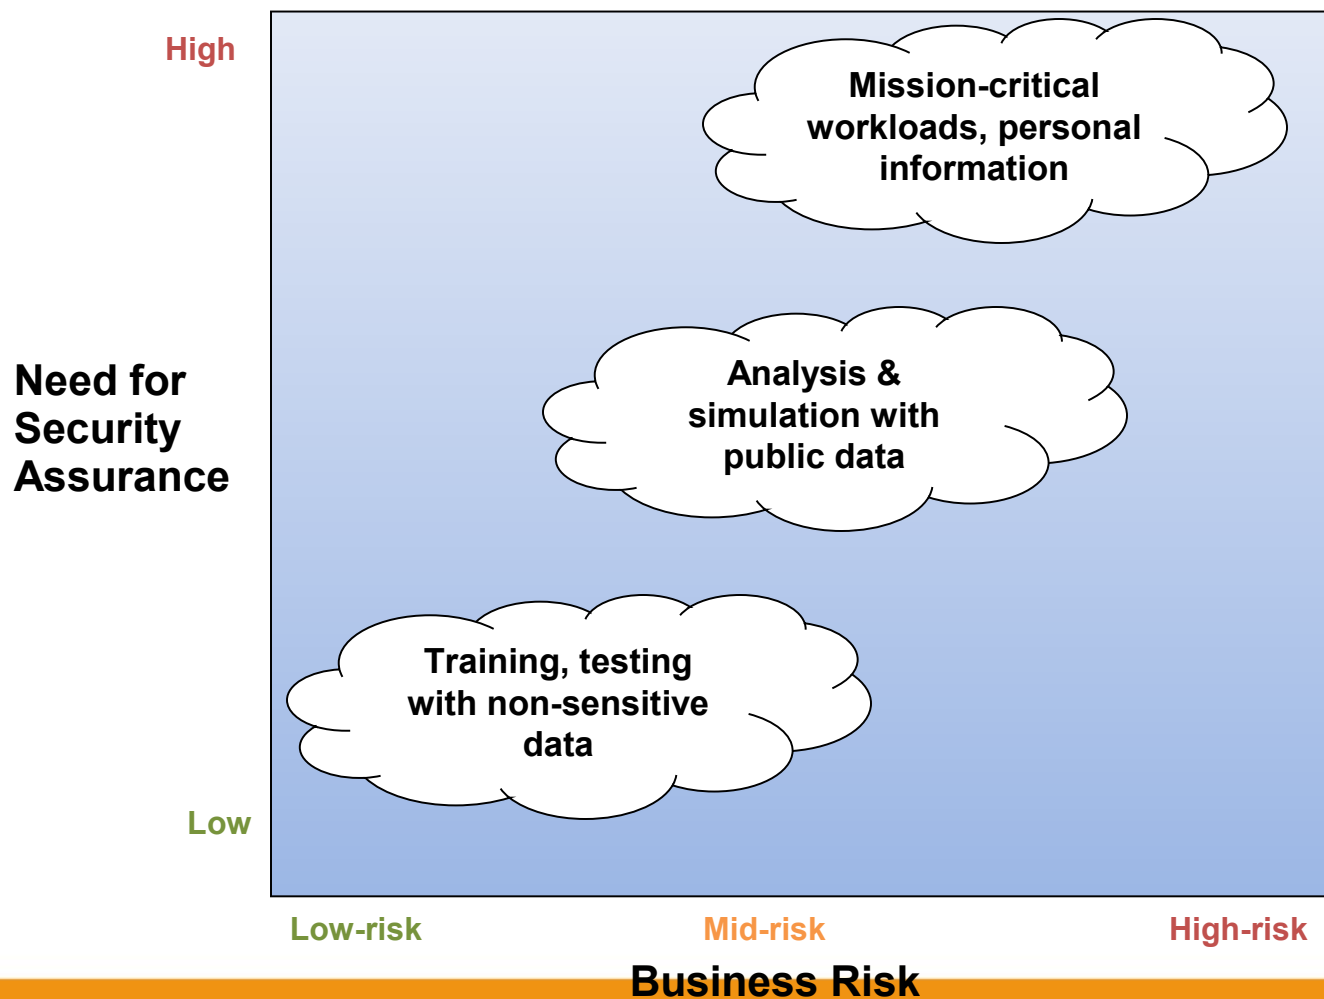 High
Mission-critical
workloads, personal
information
Need for
Security
Assurance
Analysis &
simulation with
public data
Training, testing
with non-sensitive
data
Low
Low-risk
Mid-risk
High-risk
Business Risk